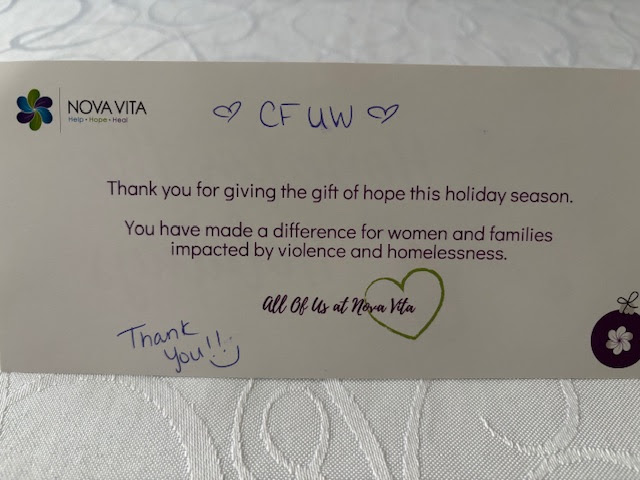 NOVA VITA
Help • Hope • Heal
♡ CFUW ♡
Thank you for giving the gift of hope this holiday season.
You have made a difference for women and families
impacted by violence and homelessness.
All Of Us at Nova Vita
Thank
you!!